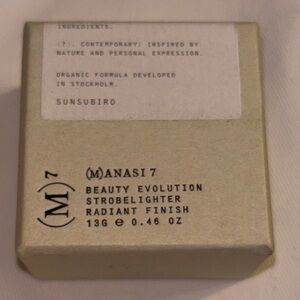 INGREDIENTS.
(7). CONTEMPORARY; INSPIRED BY
NATURE AND PERSONAL EXPRESSION.
ORGANIC FORMULA DEVELOPED
IN STOCKHOLM.
SUNSUBIRO
(M) 7
(M)ANASI 7
BEAUTY EVOLUTION
STROBELIGHTER
RADIANT FINISH
13G ℮ 0.46 OZ